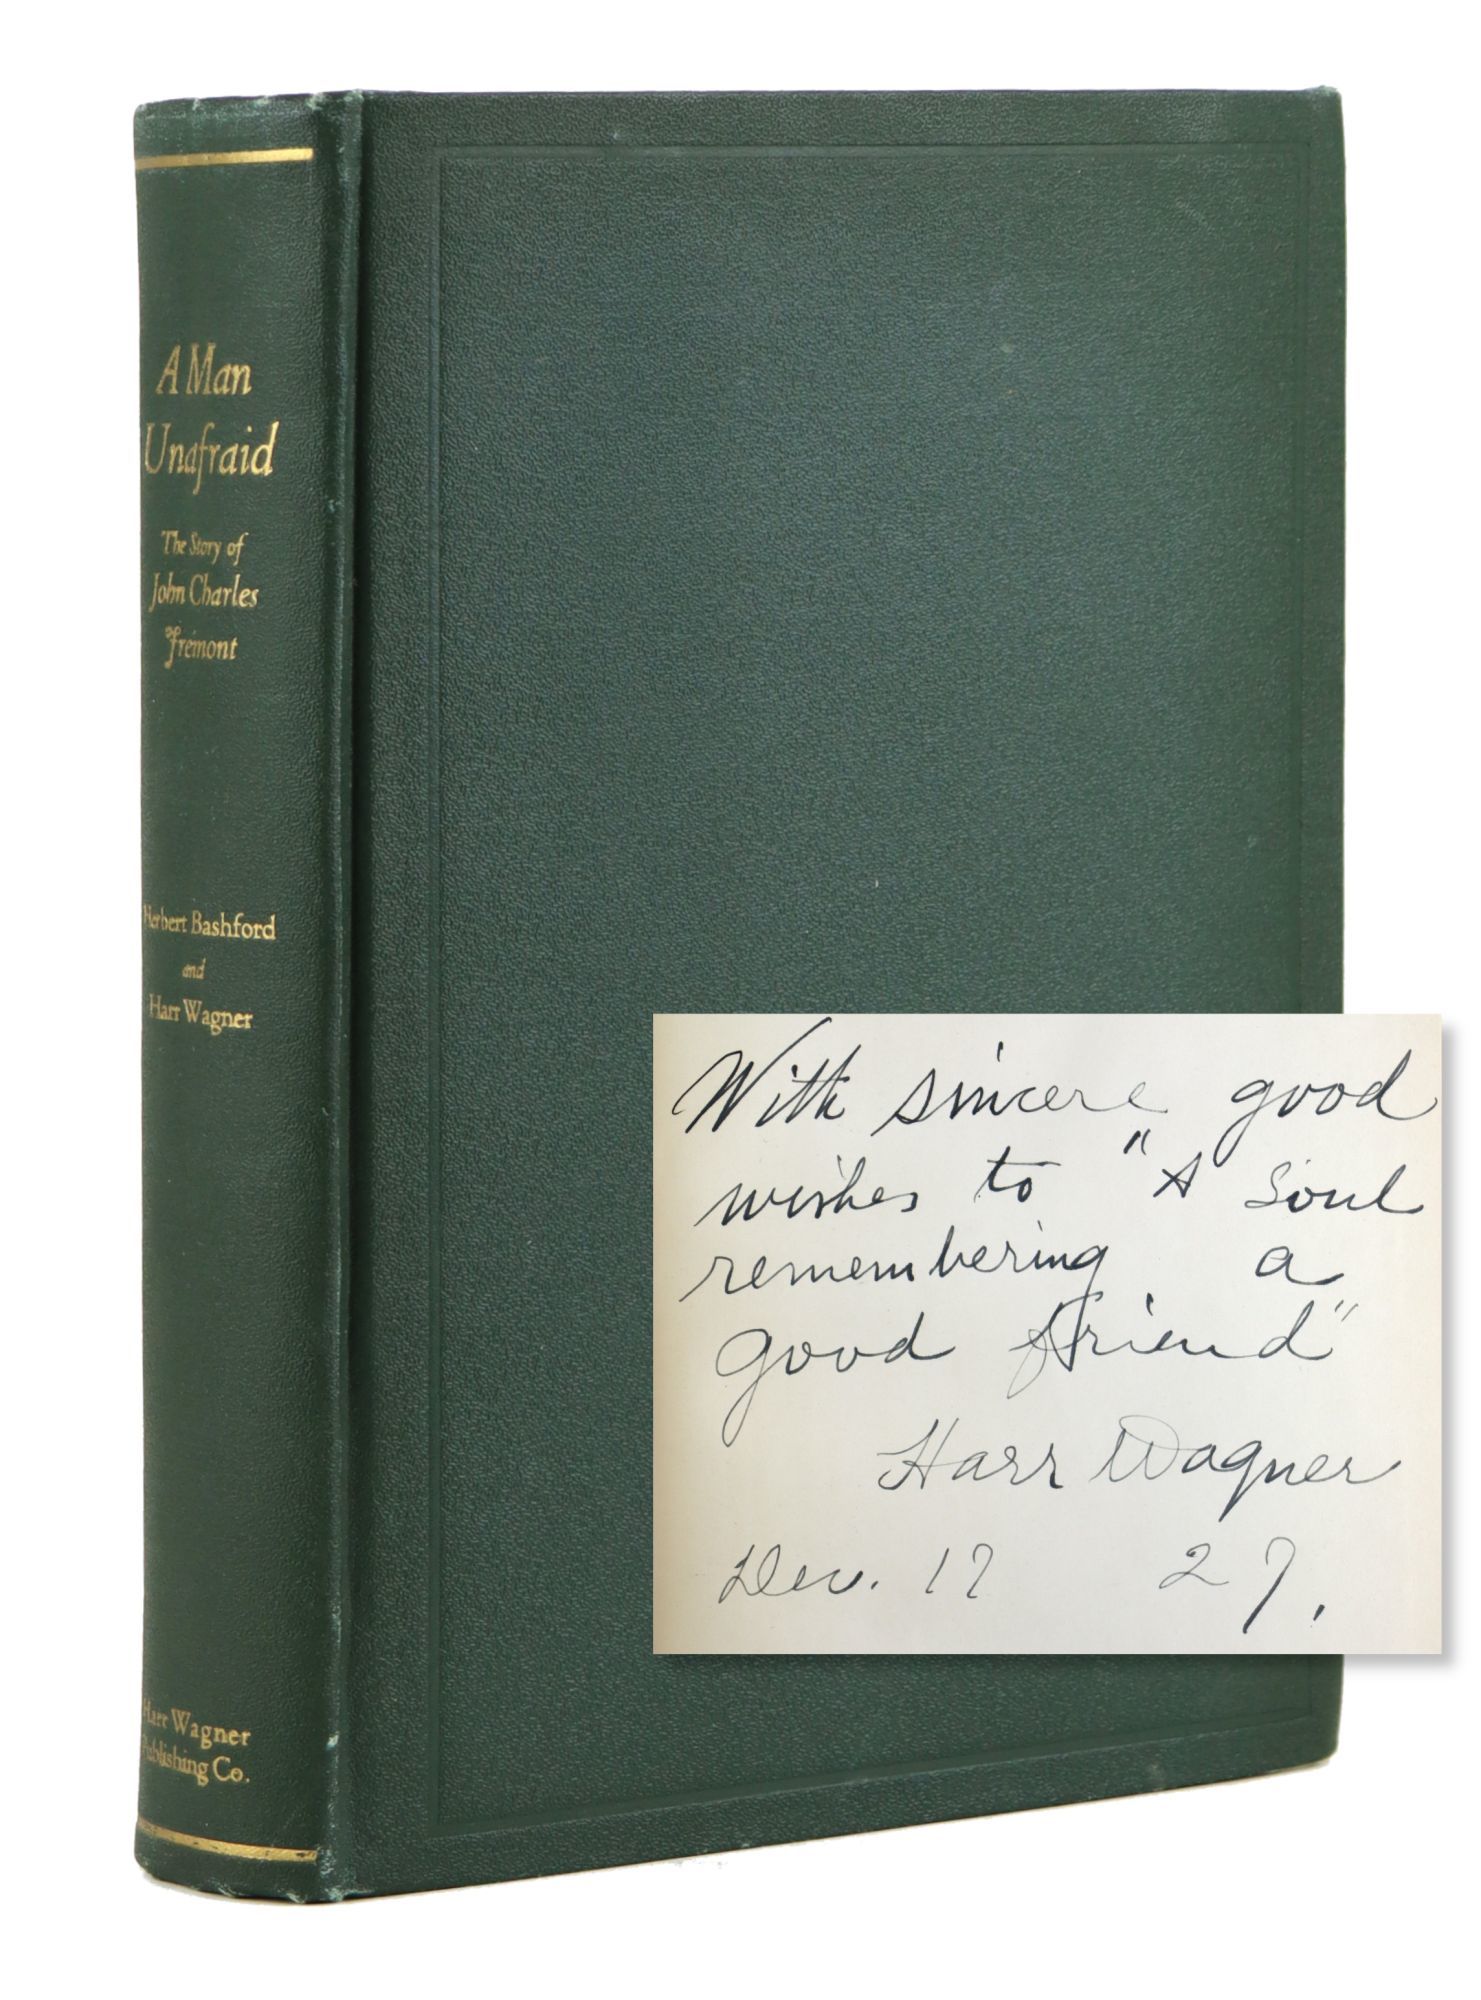 A Man
Unafraid
The Story of
John Charles
Fremont
Herbert Bashford
and
Harr Wagner
Harr Wagner
Publishing Co.
With sincere good
wishes to "A Soul
remembering a
good friend"
Harr Wagner
Dec. 17 27.